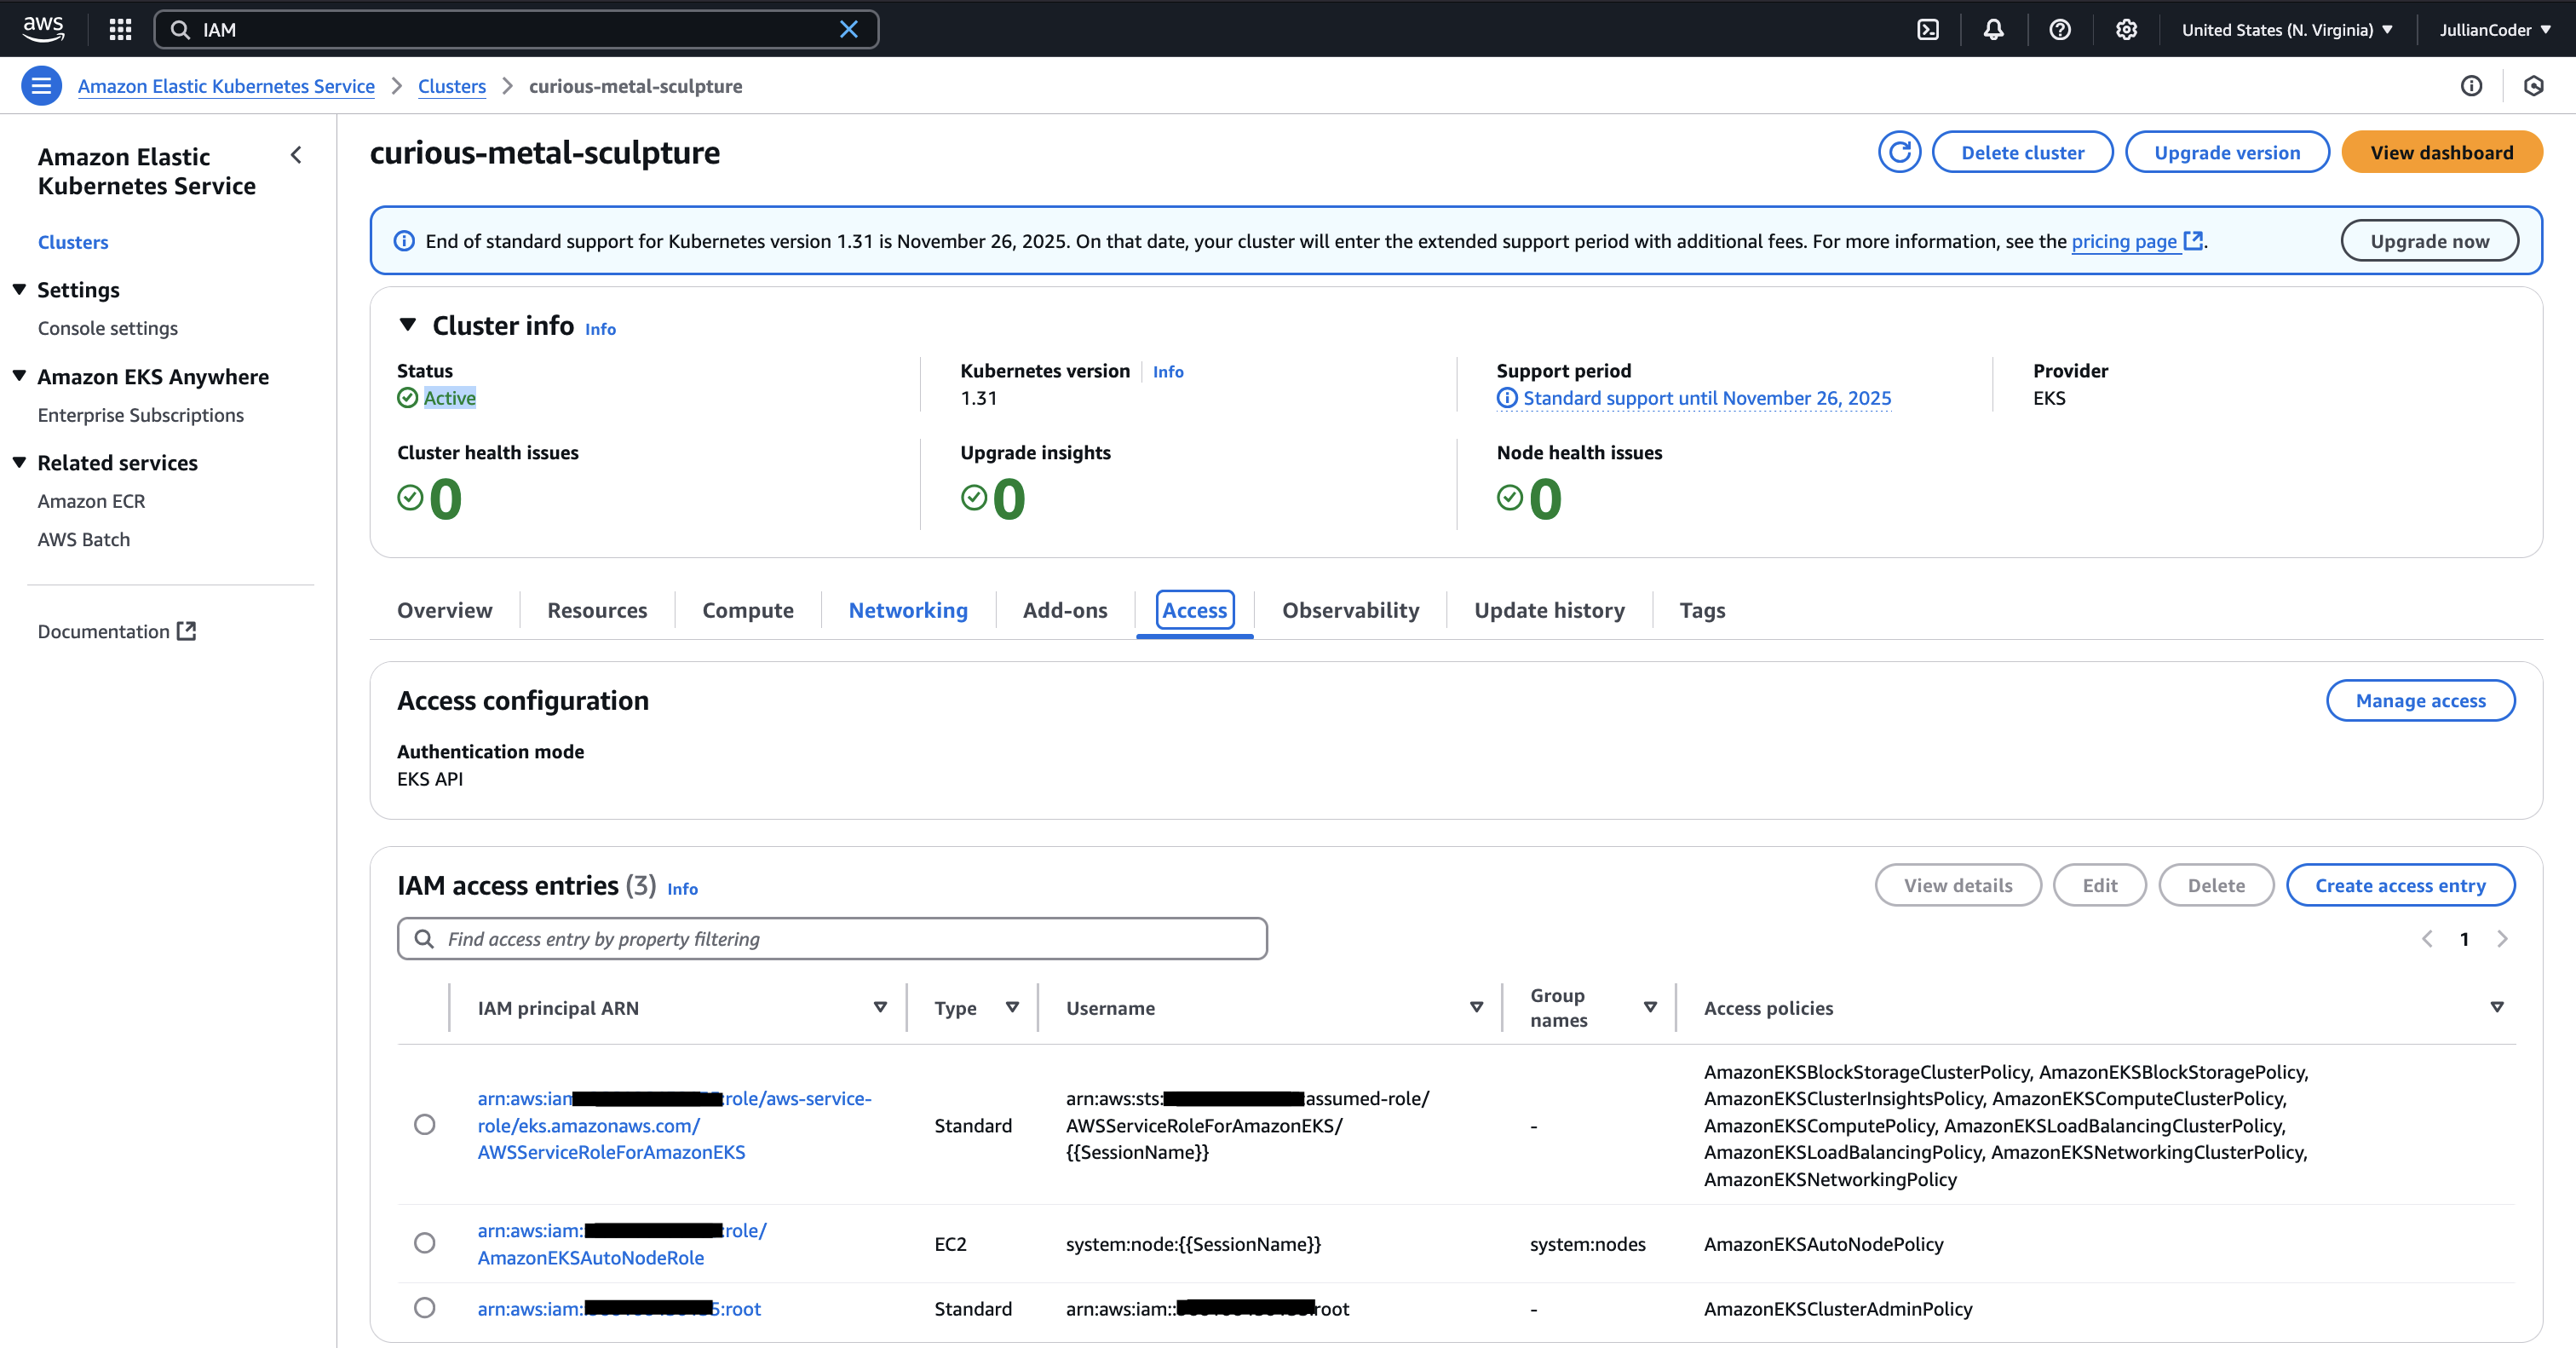 aws
IAM
United States (N. Virginia)
JullianCoder
Amazon Elastic Kubernetes Service
Clusters
curious-metal-sculpture
Amazon Elastic
Kubernetes Service
Clusters
Settings
Console settings
Amazon EKS Anywhere
Enterprise Subscriptions
Related services
Amazon ECR
AWS Batch
Documentation
curious-metal-sculpture
Delete cluster
Upgrade version
View dashboard
End of standard support for Kubernetes version 1.31 is November 26, 2025. On that date, your cluster will enter the extended support period with additional fees. For more information, see the pricing page.
Upgrade now
Cluster info Info
Status
Active
Kubernetes version Info
1.31
Support period
Standard support until November 26, 2025
Provider
EKS
Cluster health issues
0
Upgrade insights
0
Node health issues
0
Overview Resources Compute Networking Add-ons Access Observability Update history Tags
Access configuration
Manage access
Authentication mode
EKS API
IAM access entries (3) Info
View details
Edit
Delete
Create access entry
Find access entry by property filtering
1
IAM principal ARN
Type
Username
Group
names
Access policies
arn:aws:iam :role/aws-service-
role/eks.amazonaws.com/
AWSServiceRoleForAmazonEKS
Standard
arn:aws:sts: assumed-role/
AWSServiceRoleForAmazonEKS/
{{SessionName}}
-
AmazonEKSBlockStorageClusterPolicy, AmazonEKSBlockStoragePolicy,
AmazonEKSClusterInsightsPolicy, AmazonEKSComputeClusterPolicy,
AmazonEKSComputePolicy, AmazonEKSLoadBalancingClusterPolicy,
AmazonEKSLoadBalancingPolicy, AmazonEKSNetworkingClusterPolicy,
AmazonEKSNetworkingPolicy
arn:aws:iam: :role/
AmazonEKSAutoNodeRole
EC2
system:node:{{SessionName}}
system:nodes
AmazonEKSAutoNodePolicy
arn:aws:iam: :root
Standard
arn:aws:iam:: root
-
AmazonEKSClusterAdminPolicy